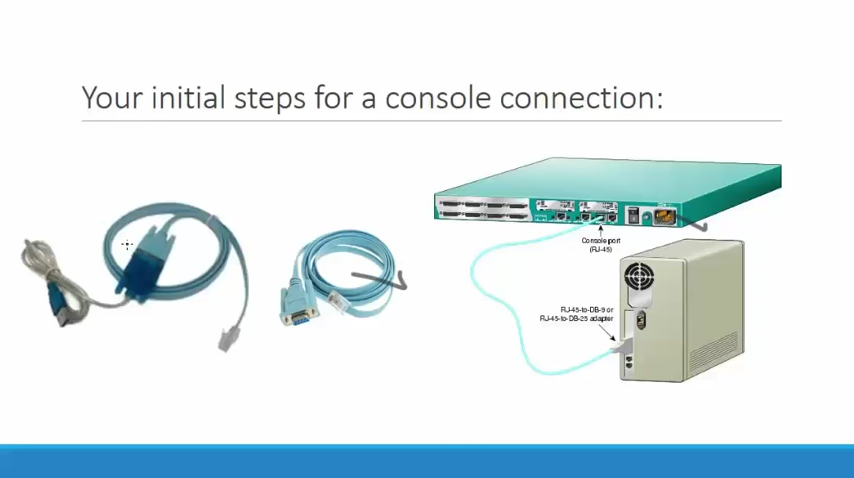 Your initial steps for a console connection:
Console port
(RJ-45)
RJ-45-to-DB-9 or
RJ-45-to-DB-25 adapter